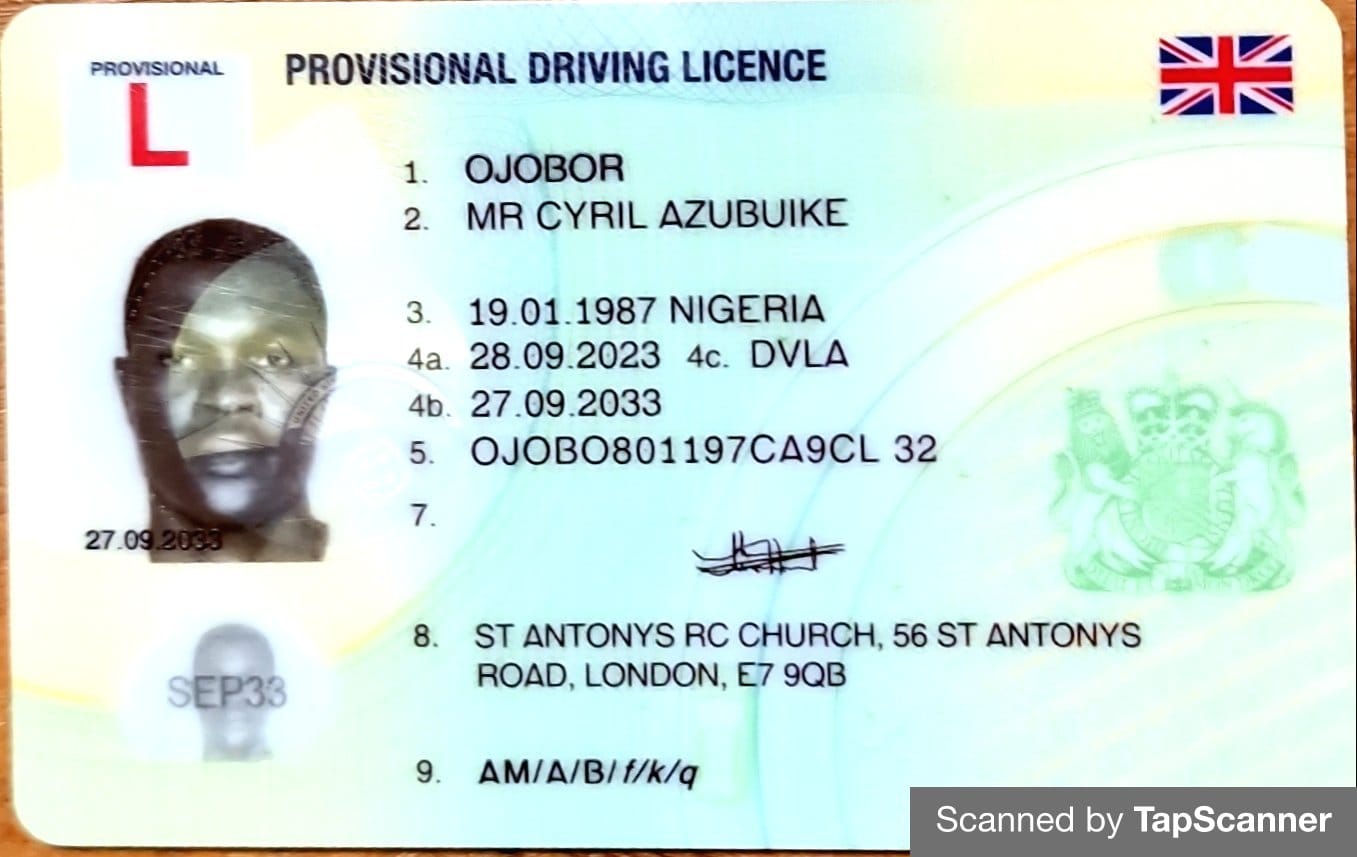 PROVISIONAL
L
PROVISIONAL DRIVING LICENCE
1. OJOBOR
2. MR CYRIL AZUBUIKE
3. 19.01.1987 NIGERIA
4a. 28.09.2023 4c. DVLA
4b. 27.09.2033
5. OJOBO801197CA9CL 32
7.
27.09.2033
8. ST ANTONYS RC CHURCH, 56 ST ANTONYS
ROAD, LONDON, E7 9QB
SEP33
9. AM/A/B/f/k/q
Scanned by TapScanner